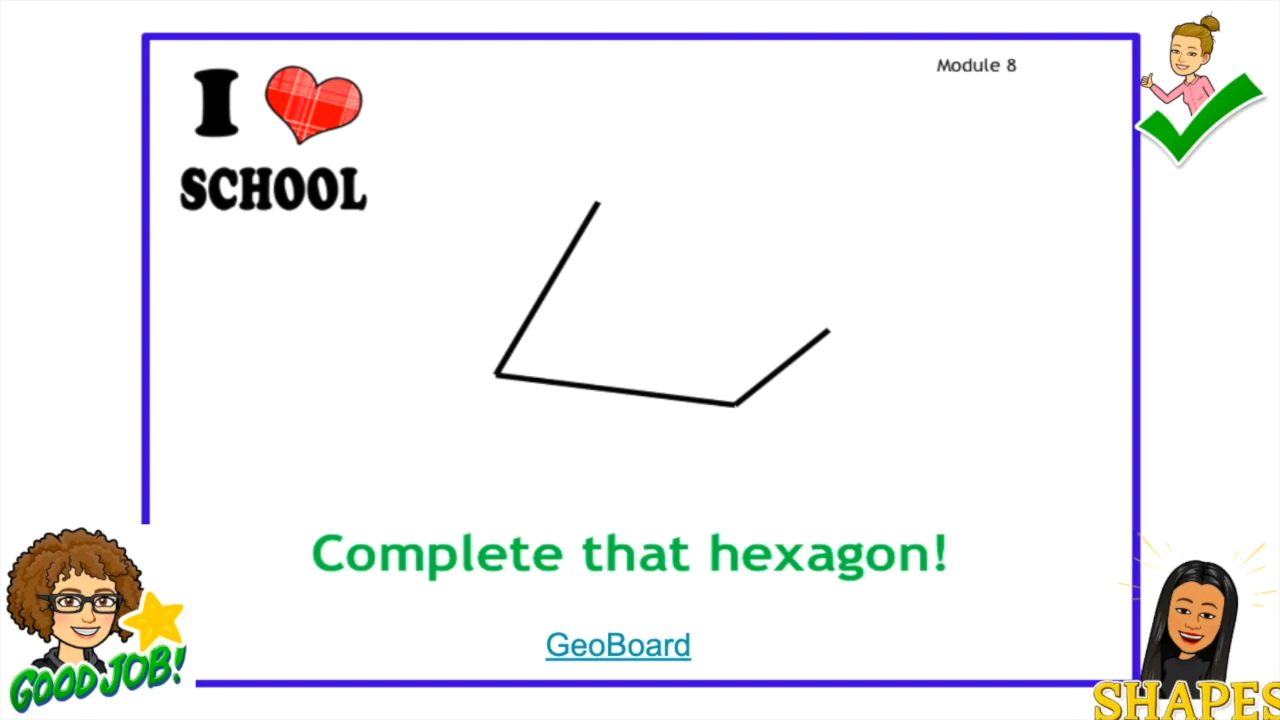 Module 8
I
SCHOOL
Complete that hexagon!
GeoBoard
GOOD JOB!
SHAPES